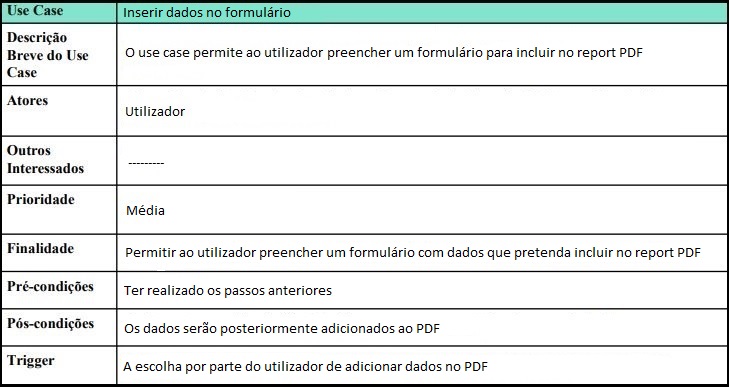 Use Case Inserir dados no formulário
Descrição
Breve do Use
Case
O use case permite ao utilizador preencher um formulário para incluir no report PDF
Atores
Utilizador
Outros
Interessados
---------
Prioridade
Média
Finalidade
Permitir ao utilizador preencher um formulário com dados que pretenda incluir no report PDF
Pré-condições
Ter realizado os passos anteriores
Pós-condições
Os dados serão posteriormente adicionados ao PDF
Trigger
A escolha por parte do utilizador de adicionar dados no PDF